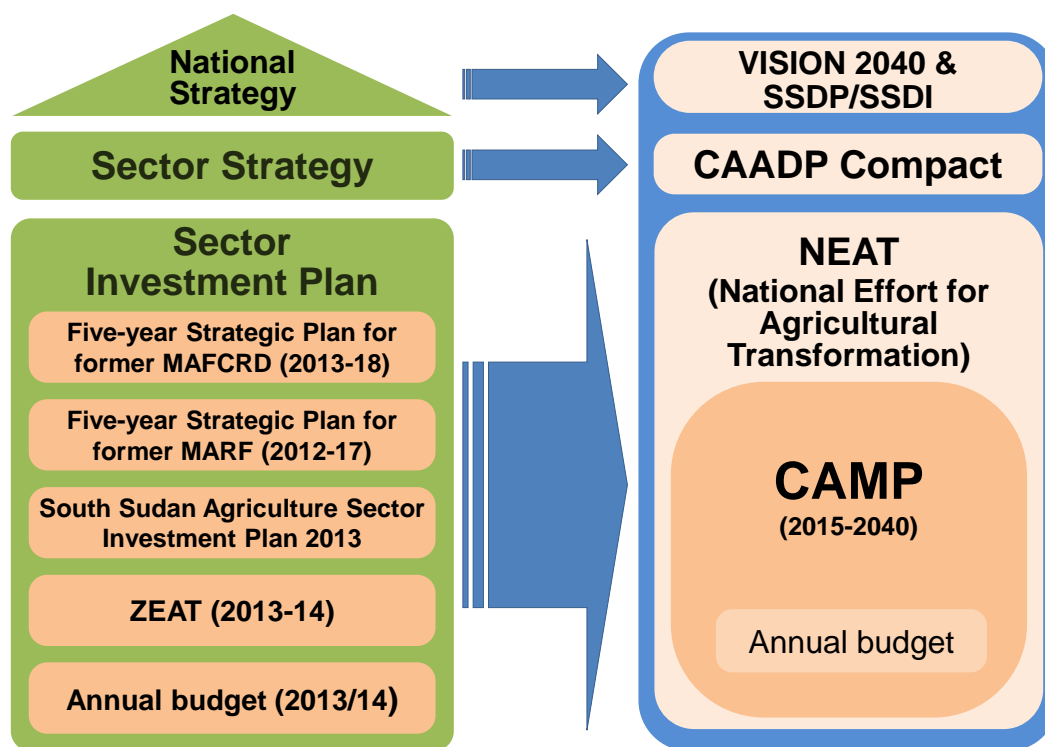 National
Strategy
Sector Strategy
Sector
Investment Plan
Five-year Strategic Plan for
former MAFCRD (2013-18)
Five-year Strategic Plan for
former MARF (2012-17)
South Sudan Agriculture Sector
Investment Plan 2013
ZEAT (2013-14)
Annual budget (2013/14)
VISION 2040 &
SSDP/SSDI
CAADP Compact
NEAT
(National Effort for
Agricultural
Transformation)
CAMP
(2015-2040)
Annual budget